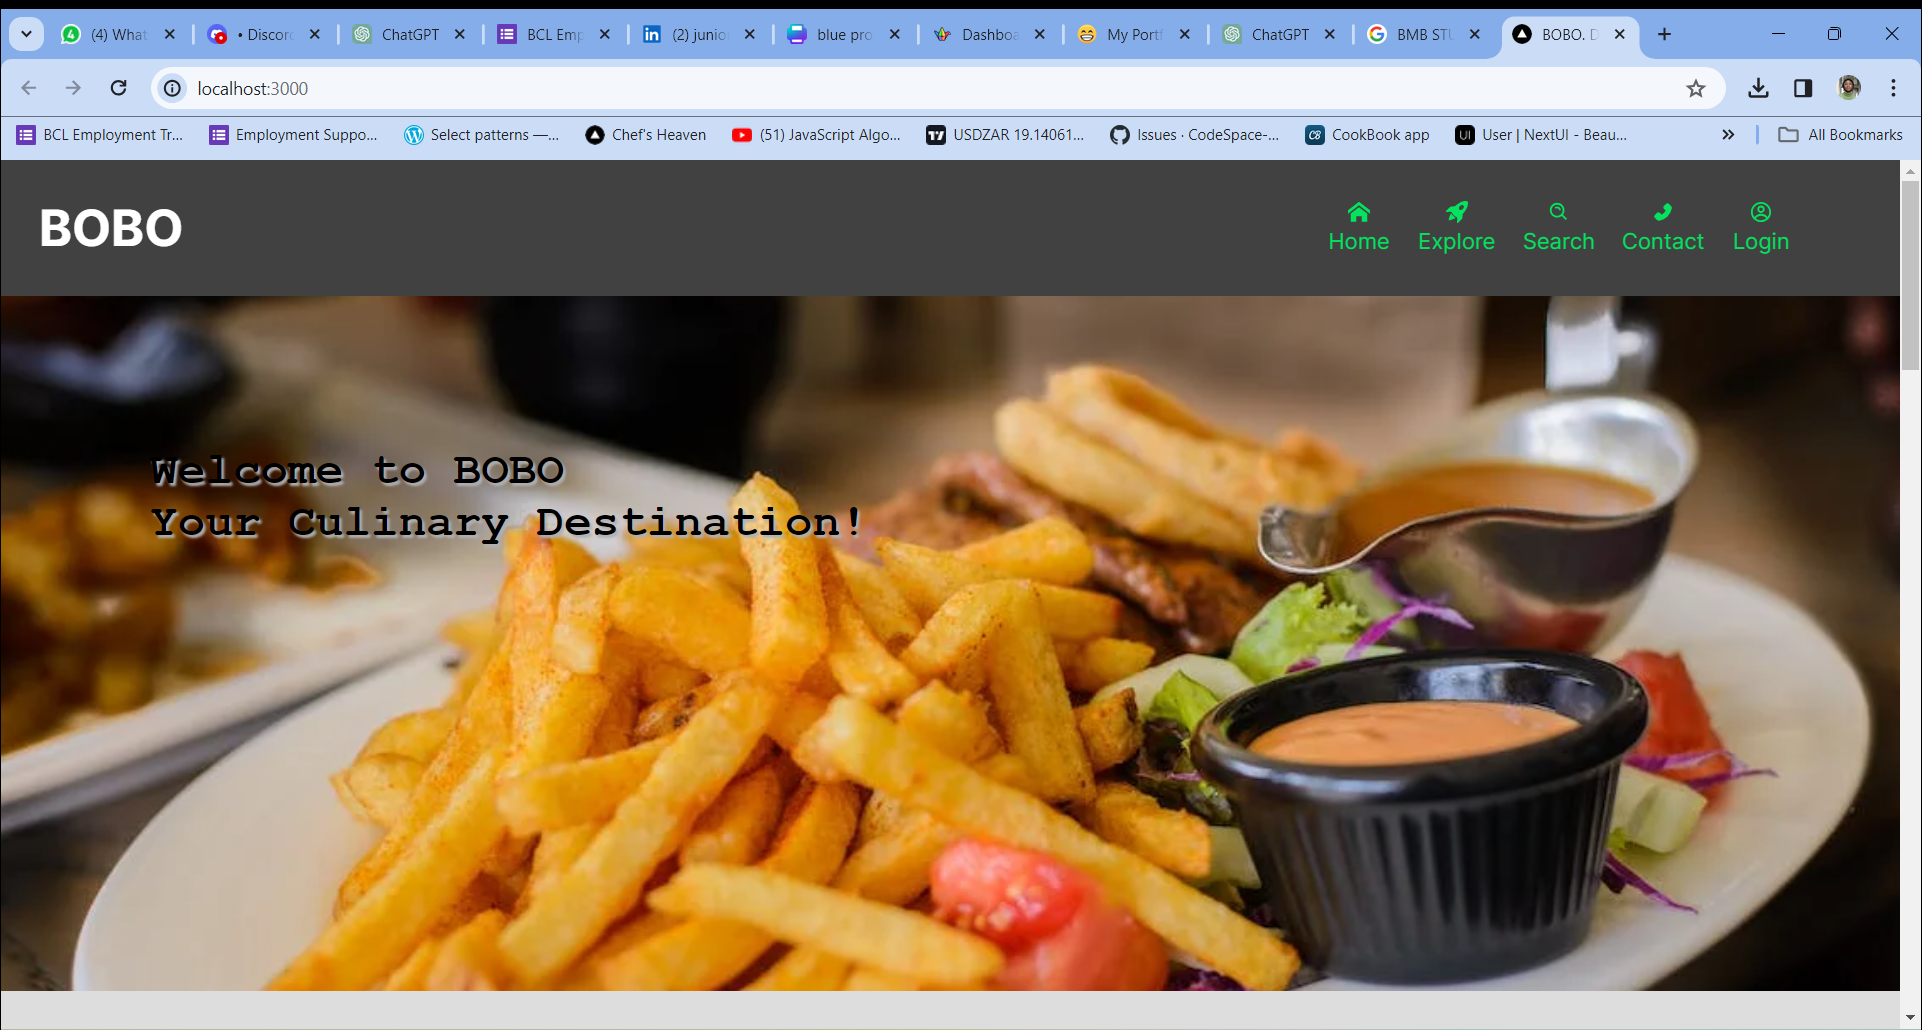 (4) What
• Discor
ChatGPT
BCL Emp
(2) junio
blue pro
Dashbo
My Portf
ChatGPT
BMB STU
BOBO. D
localhost:3000
BCL Employment Tr...
Employment Suppo...
Select patterns —...
Chef's Heaven
(51) JavaScript Algo...
USDZAR 19.14061...
Issues · CodeSpace-...
CookBook app
User | NextUI - Beau...
All Bookmarks
BOBO
Home
Explore
Search
Contact
Login
Welcome to BOBO
Your Culinary Destination!